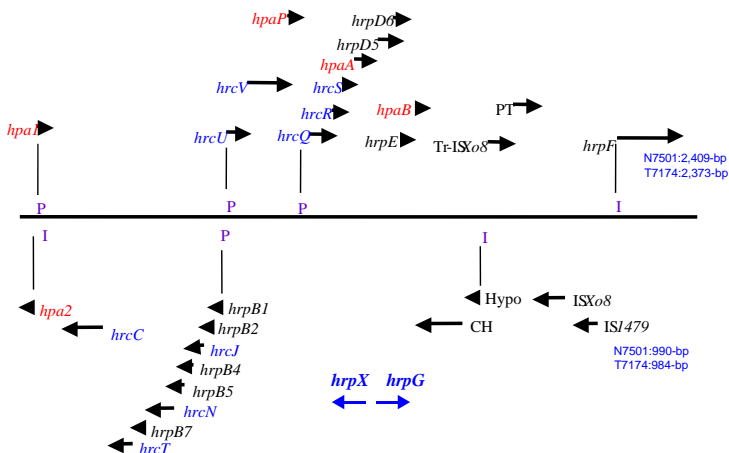 hpaP
hrpD6
hrpD5
hpaA
hrcV
hrcS
hrcR
hpaB
PT
hpa1
hrcU
hrcQ
hrpE
Tr-ISXo8
hrpF
N7501:2,409-bp
T7174:2,373-bp
P
P
P
I
I
P
I
hpa2
hrpB1
Hypo
ISXo8
hrcC
hrpB2
CH
IS1479
hrcJ
N7501:990-bp
T7174:984-bp
hrpB4
hrpX
hrpG
hrpB5
hrcN
hrpB7
hrcT